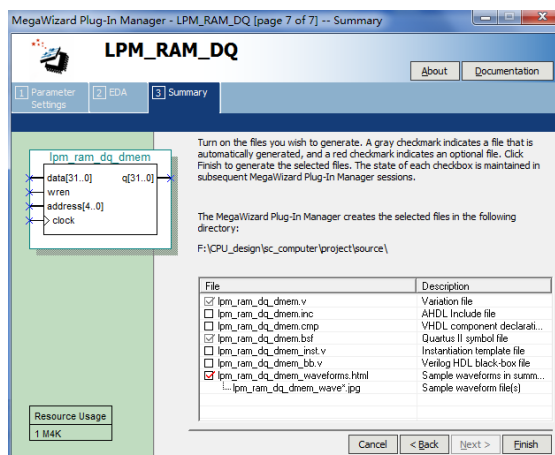 MegaWizard Plug-In Manager - LPM_RAM_DQ [page 7 of 7] -- Summary
LPM_RAM_DQ
About
Documentation
1 Parameter Settings
2 EDA
3 Summary
lpm_ram_dq_dmem
data[31..0] q[31..0]
wren
address[4..0]
clock
Turn on the files you wish to generate. A gray checkmark indicates a file that is
automatically generated, and a red checkmark indicates an optional file. Click
Finish to generate the selected files. The state of each checkbox is maintained in
subsequent MegaWizard Plug-In Manager sessions.
The MegaWizard Plug-In Manager creates the selected files in the following
directory:
F:\CPU_design\sc_computer\project\source\
File Description
lpm_ram_dq_dmem.v Variation file
lpm_ram_dq_dmem.inc AHDL Include file
lpm_ram_dq_dmem.cmp VHDL component declarati...
lpm_ram_dq_dmem.bsf Quartus II symbol file
lpm_ram_dq_dmem_inst.v Instantiation template file
lpm_ram_dq_dmem_bb.v Verilog HDL black-box file
lpm_ram_dq_dmem_waveforms.html Sample waveforms in summ...
lpm_ram_dq_dmem_wave*.jpg Sample waveform file(s)
Resource Usage
1 M4K
Cancel
< Back
Next >
Finish